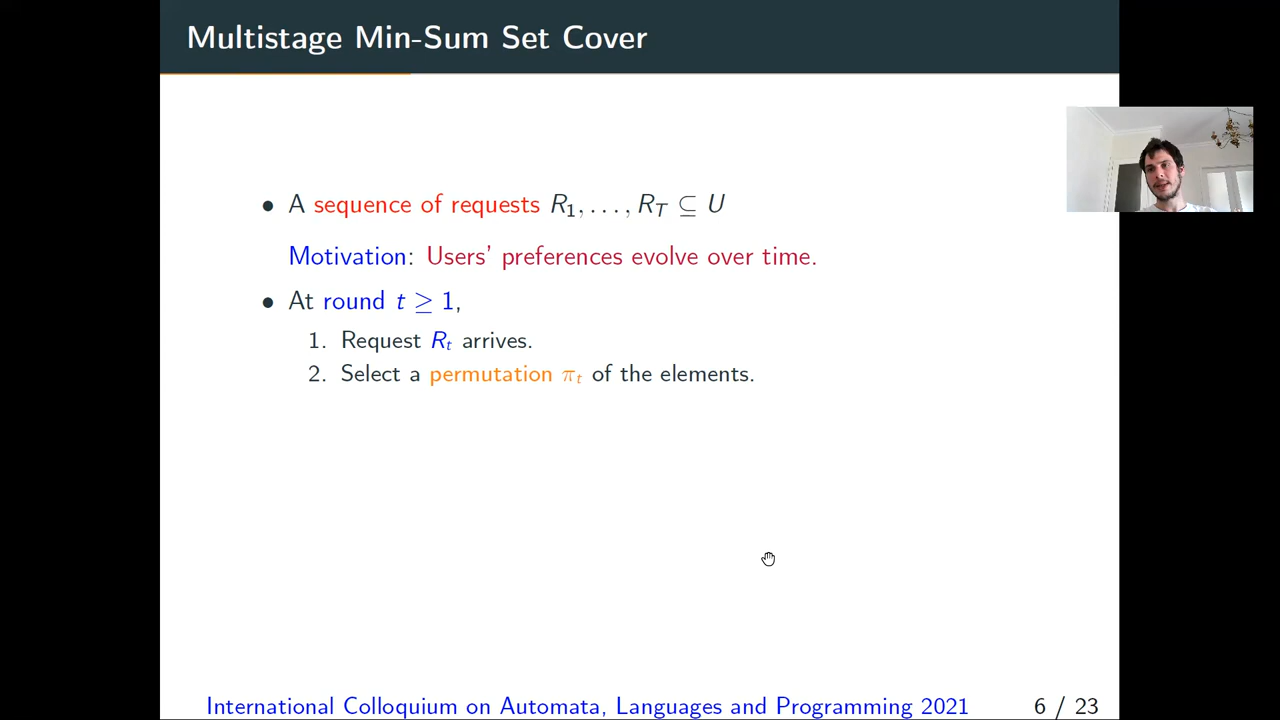 Multistage Min-Sum Set Cover
• A sequence of requests R₁, . . . , R_T ⊆ U
Motivation: Users' preferences evolve over time.
• At round t ≥ 1,
1. Request Rₜ arrives.
2. Select a permutation πₜ of the elements.
International Colloquium on Automata, Languages and Programming 2021 6 / 23